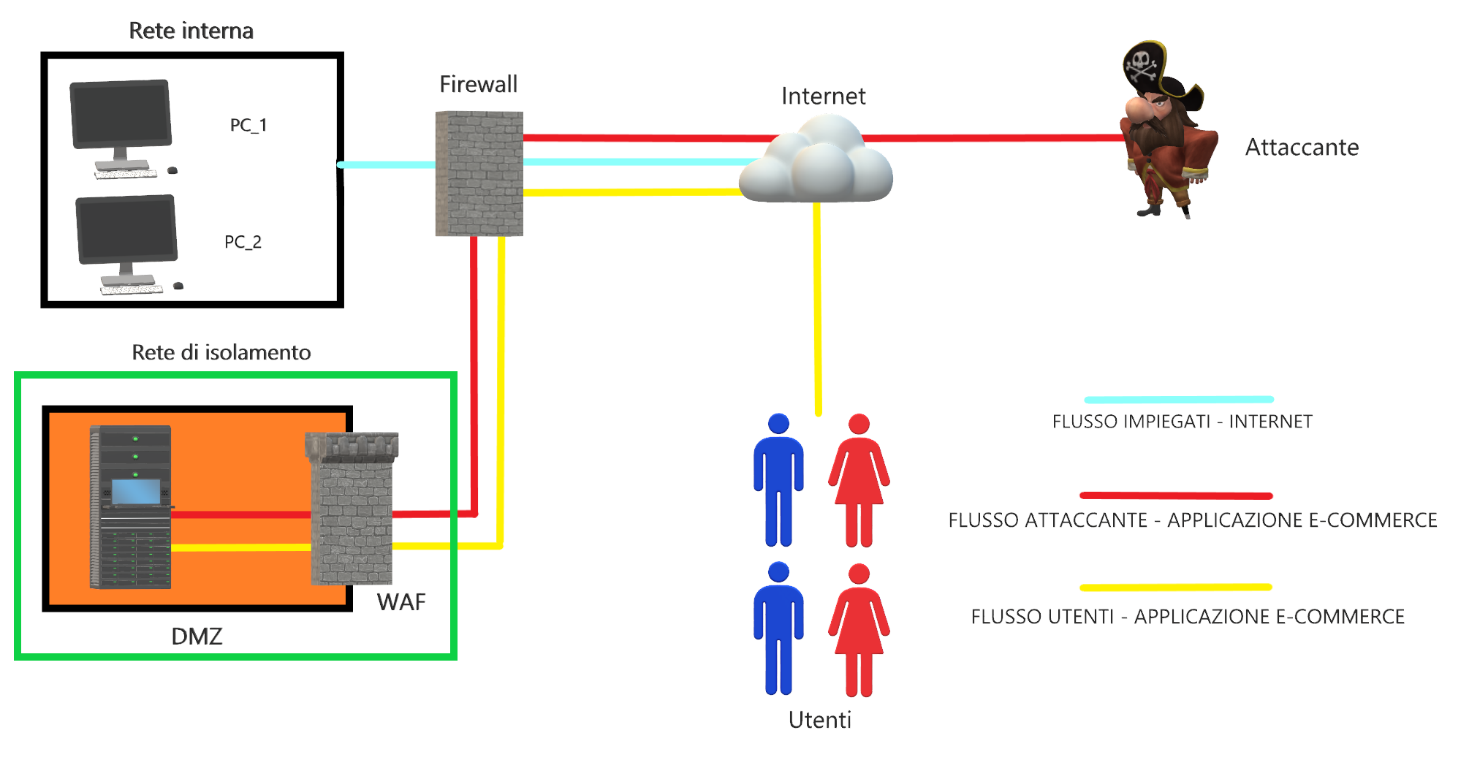 Rete interna
Firewall
Internet
PC_1
Attaccante
PC_2
Rete di isolamento
FLUSSO IMPIEGATI - INTERNET
FLUSSO ATTACCANTE - APPLICAZIONE E-COMMERCE
WAF
FLUSSO UTENTI - APPLICAZIONE E-COMMERCE
DMZ
Utenti